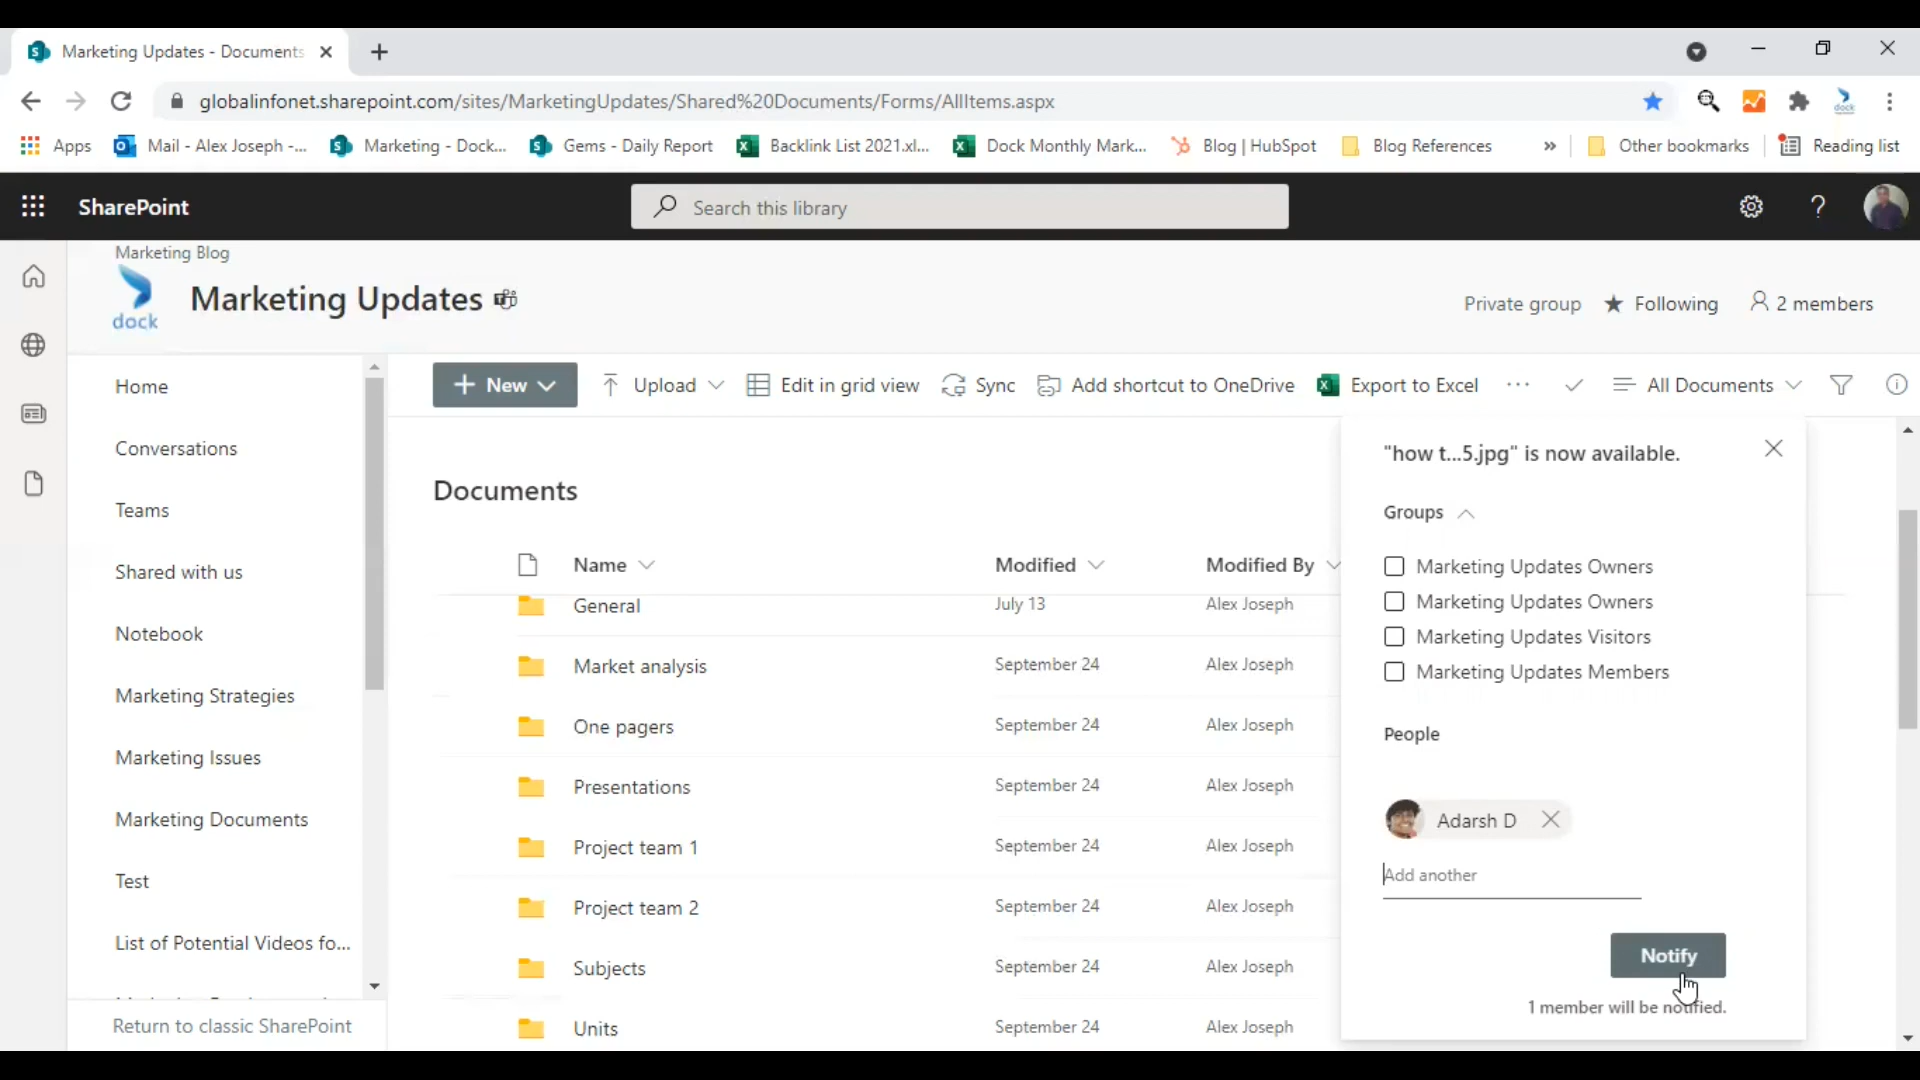 Marketing Updates - Documents
globalinfonet.sharepoint.com/sites/MarketingUpdates/Shared%20Documents/Forms/AllItems.aspx
Apps Mail - Alex Joseph -... Marketing - Dock... Gems - Daily Report Backlink List 2021.xl... Dock Monthly Mark... Blog | HubSpot Blog References » Other bookmarks Reading list
SharePoint Search this library ?
Marketing Blog
dock
Marketing Updates
Private group Following 2 members
Home
Conversations
Teams
Shared with us
Notebook
Marketing Strategies
Marketing Issues
Marketing Documents
Test
List of Potential Videos fo...
Return to classic SharePoint
New Upload Edit in grid view Sync Add shortcut to OneDrive Export to Excel ... All Documents
Documents
Name Modified Modified By
General July 13 Alex Joseph
Market analysis September 24 Alex Joseph
One pagers September 24 Alex Joseph
Presentations September 24 Alex Joseph
Project team 1 September 24 Alex Joseph
Project team 2 September 24 Alex Joseph
Subjects September 24 Alex Joseph
Units September 24 Alex Joseph
"how t...5.jpg" is now available.
Groups
Marketing Updates Owners
Marketing Updates Owners
Marketing Updates Visitors
Marketing Updates Members
People
Adarsh D
Add another
Notify
1 member will be notified.